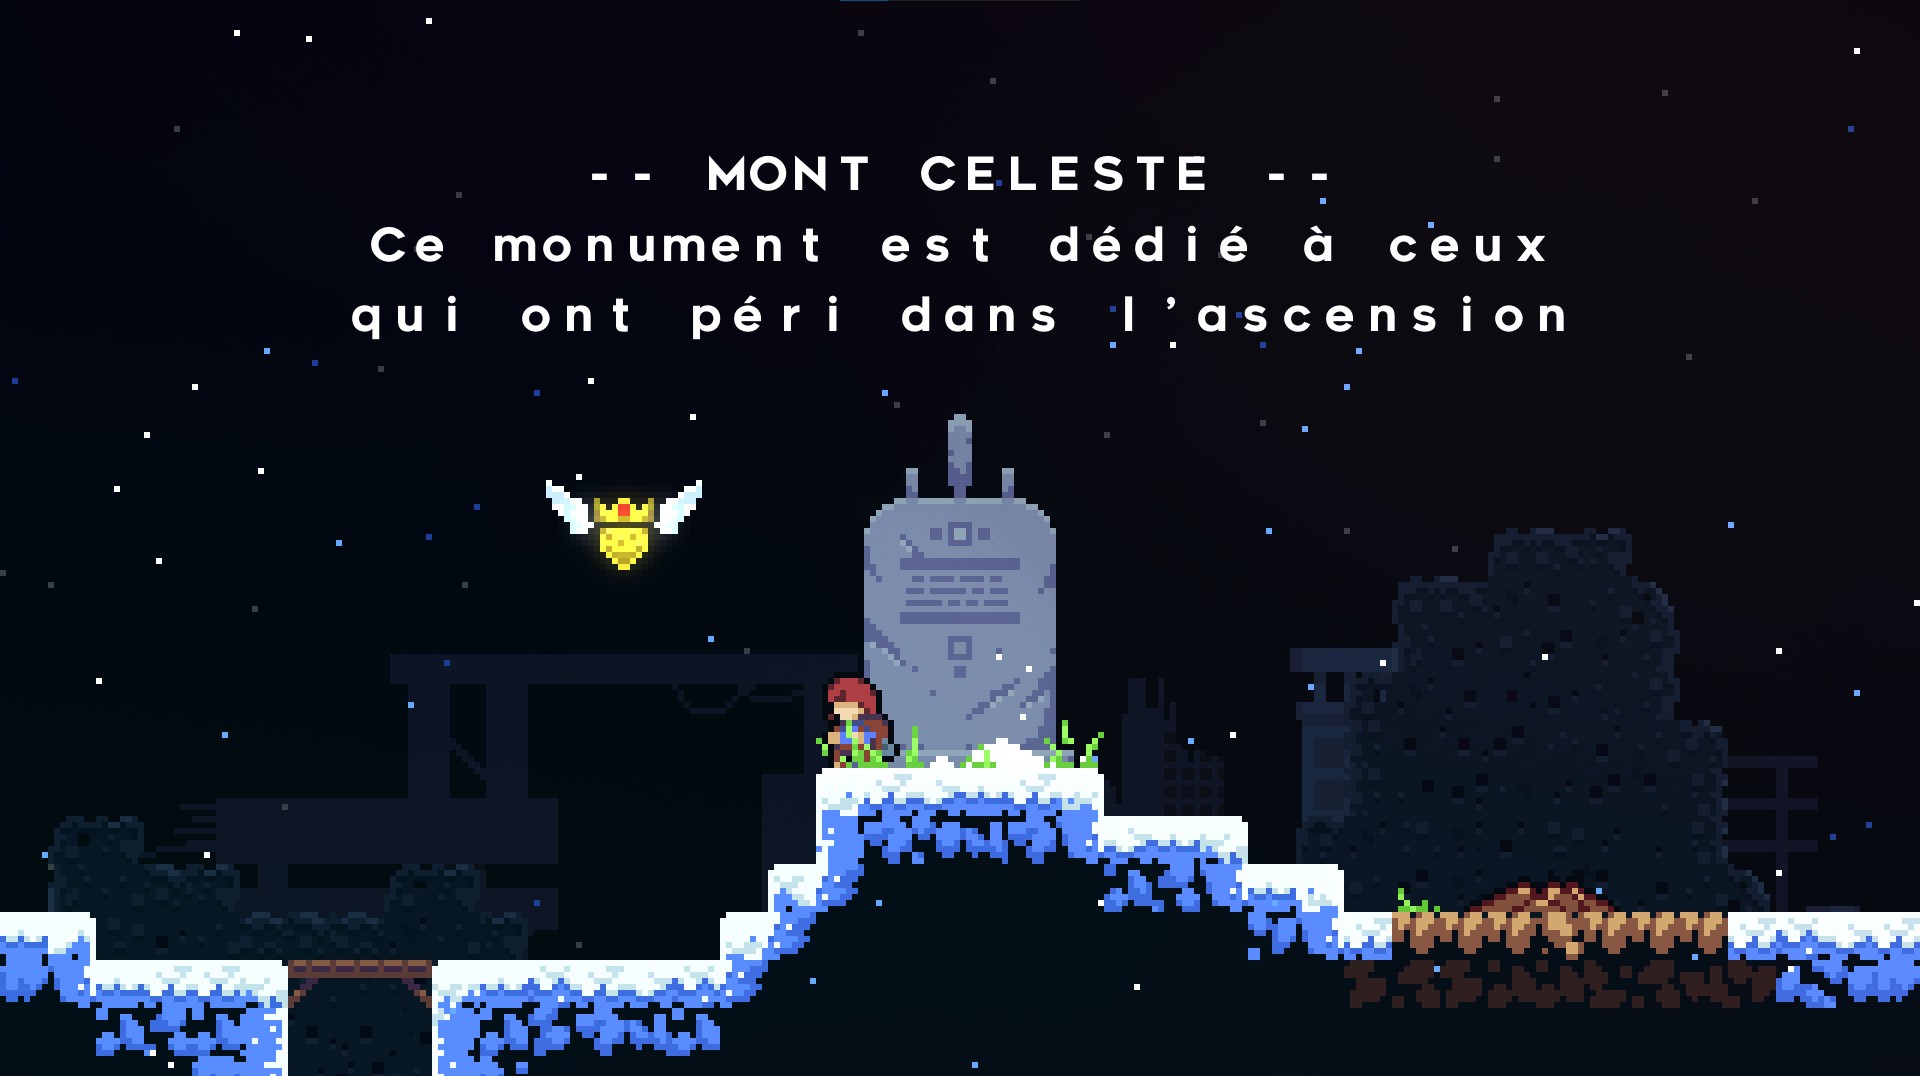 -- MONT CELESTE --
Ce monument est dédié à ceux
qui ont péri dans l'ascension